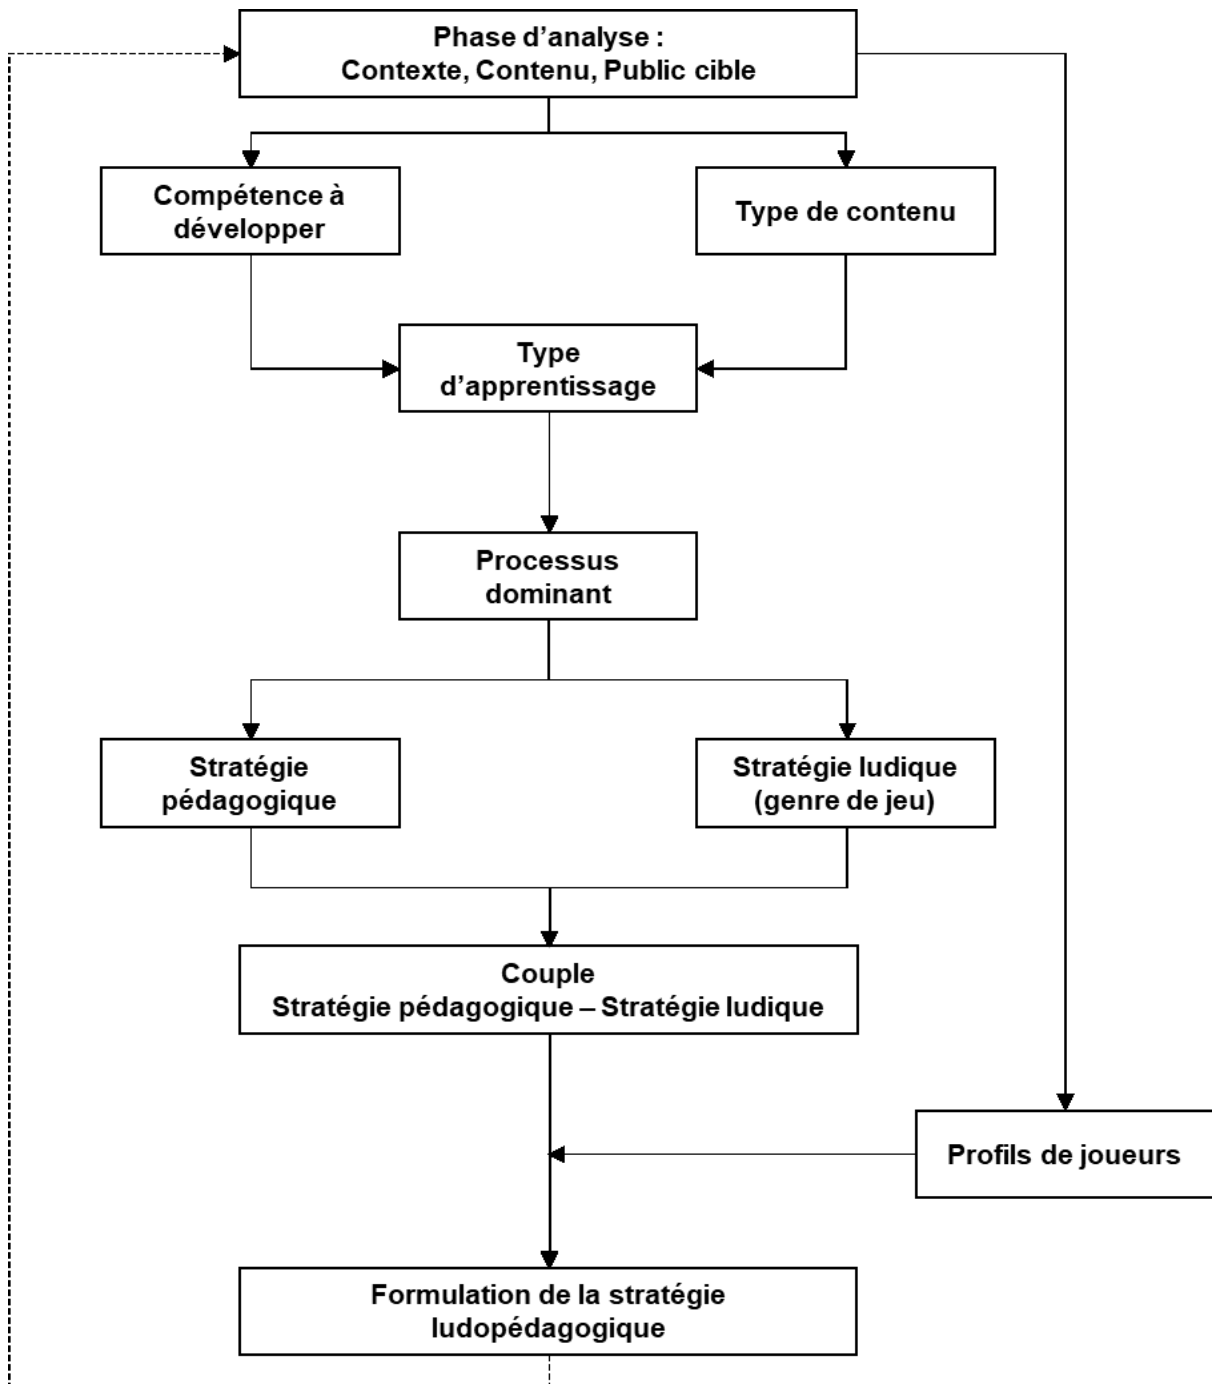 Phase d’analyse :
Contexte, Contenu, Public cible
Compétence à
développer
Type de contenu
Type
d’apprentissage
Processus
dominant
Stratégie
pédagogique
Stratégie ludique
(genre de jeu)
Couple
Stratégie pédagogique – Stratégie ludique
Profils de joueurs
Formulation de la stratégie
ludopédagogique